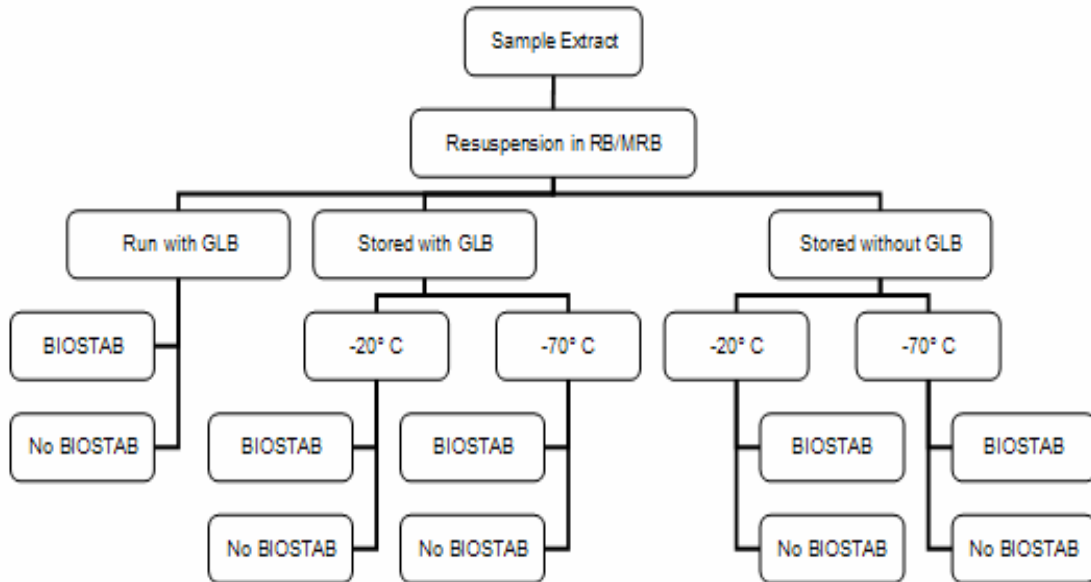 Sample Extract
Resuspension in RB/MRB
Run with GLB
Stored with GLB
Stored without GLB
BIOSTAB
-20° C
-70° C
-20° C
-70° C
No BIOSTAB
BIOSTAB
BIOSTAB
BIOSTAB
BIOSTAB
No BIOSTAB
No BIOSTAB
No BIOSTAB
No BIOSTAB